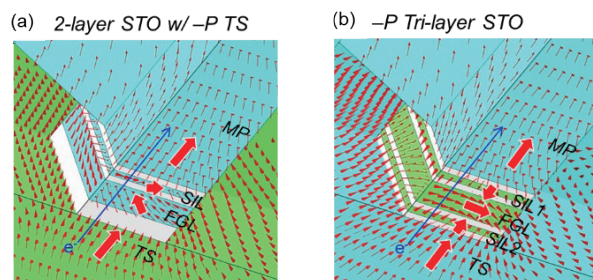 (a) 2-layer STO w/ –P TS
MP
SIL
FGL
TS
e
(b) –P Tri-layer STO
MP
SIL1
FGL
SIL2
TS
e